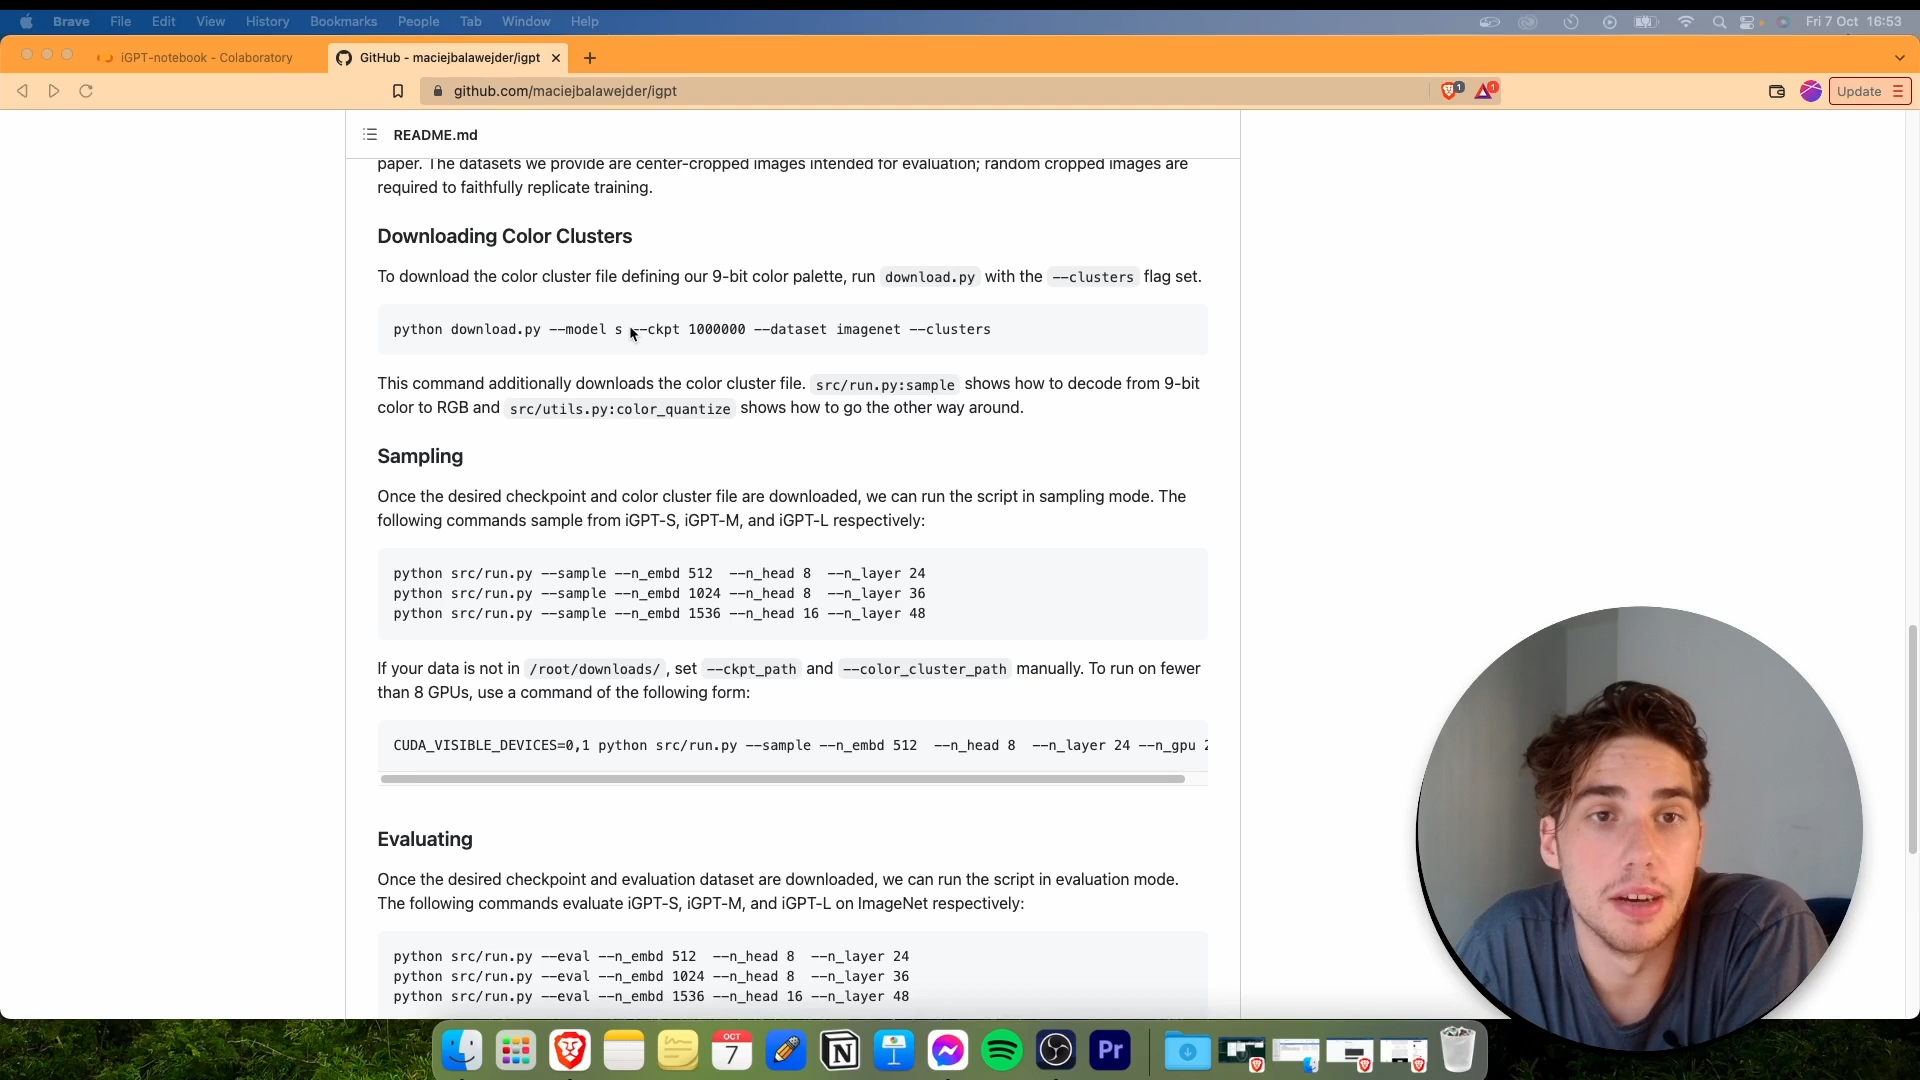 Brave File Edit View History Bookmarks People Tab Window Help Fri 7 Oct 16:53
iGPT-notebook - Colaboratory GitHub - maciejbalawejder/igpt
github.com/maciejbalawejder/igpt 1 1 Update
README.md
paper. The datasets we provide are center-cropped images intended for evaluation; random cropped images are
required to faithfully replicate training.
Downloading Color Clusters
To download the color cluster file defining our 9-bit color palette, run download.py with the --clusters flag set.
python download.py --model s --ckpt 1000000 --dataset imagenet --clusters
This command additionally downloads the color cluster file. src/run.py:sample shows how to decode from 9-bit
color to RGB and src/utils.py:color_quantize shows how to go the other way around.
Sampling
Once the desired checkpoint and color cluster file are downloaded, we can run the script in sampling mode. The
following commands sample from iGPT-S, iGPT-M, and iGPT-L respectively:
python src/run.py --sample --n_embd 512 --n_head 8 --n_layer 24
python src/run.py --sample --n_embd 1024 --n_head 8 --n_layer 36
python src/run.py --sample --n_embd 1536 --n_head 16 --n_layer 48
If your data is not in /root/downloads/, set --ckpt_path and --color_cluster_path manually. To run on fewer
than 8 GPUs, use a command of the following form:
CUDA_VISIBLE_DEVICES=0,1 python src/run.py --sample --n_embd 512 --n_head 8 --n_layer 24 --n_gpu 2
Evaluating
Once the desired checkpoint and evaluation dataset are downloaded, we can run the script in evaluation mode.
The following commands evaluate iGPT-S, iGPT-M, and iGPT-L on ImageNet respectively:
python src/run.py --eval --n_embd 512 --n_head 8 --n_layer 24
python src/run.py --eval --n_embd 1024 --n_head 8 --n_layer 36
python src/run.py --eval --n_embd 1536 --n_head 16 --n_layer 48
OCT
7
N
Pr